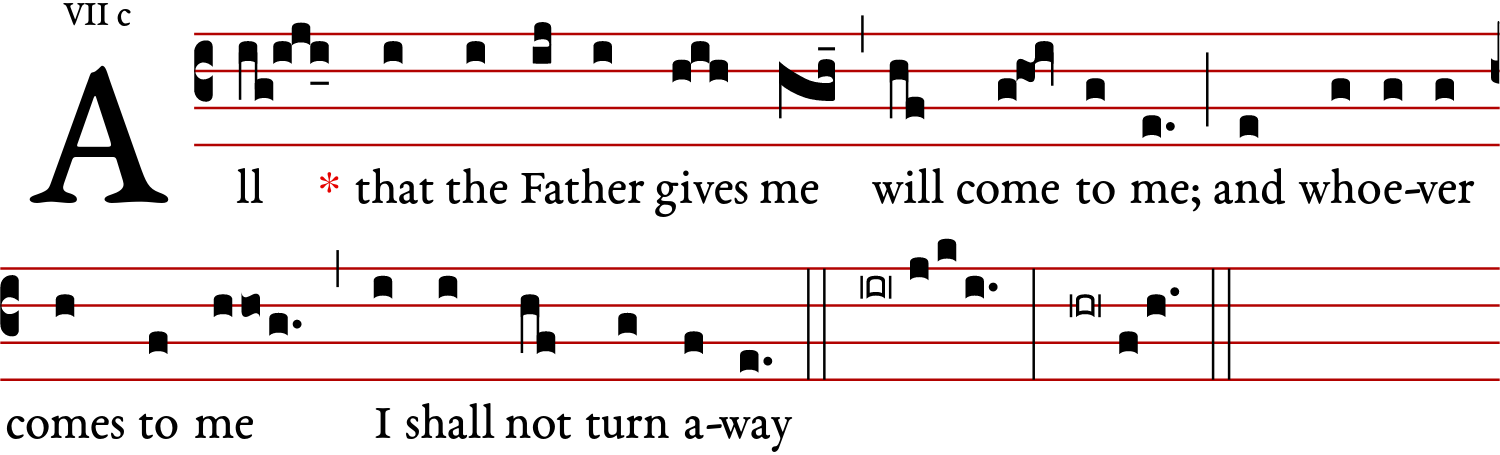 VII c
All * that the Father gives me will come to me; and whoe-ver
comes to me I shall not turn a-way